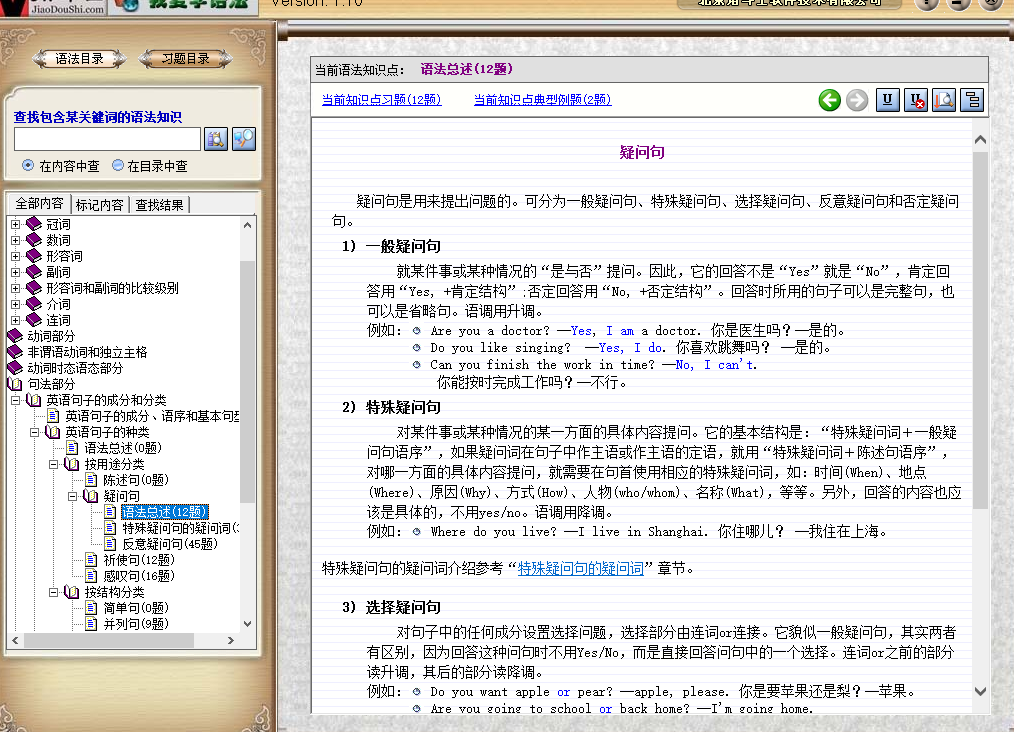 JiaoDouShi.com
我要学语法
Version: 1.10
语法目录
习题目录
查找包含某关键词的语法知识
在内容中查
在目录中查
全部内容
标记内容
查找结果
冠词
数词
形容词
副词
形容词和副词的比较级别
介词
连词
动词部分
非谓语动词和独立主格
动词时态语态部分
句法部分
英语句子的成分和分类
英语句子的成分、语序和基本句型
英语句子的种类
语法总述(0题)
按用途分类
陈述句(0题)
疑问句
语法总述(12题)
特殊疑问句的疑问词(
反意疑问句(45题)
祈使句(12题)
感叹句(16题)
按结构分类
简单句(0题)
并列句(9题)
当前语法知识点： 语法总述(12题)
当前知识点习题(12题)
当前知识点典型例题(2题)
疑问句
疑问句是用来提出问题的。可分为一般疑问句、特殊疑问句、选择疑问句、反意疑问句和否定疑问
句。
1) 一般疑问句
就某件事或某种情况的“是与否”提问。因此，它的回答不是“Yes”就是“No”，肯定回
答用“Yes, +肯定结构”;否定回答用“No, +否定结构”。回答时所用的句子可以是完整句，也
可以是省略句。语调用升调。
例如： Are you a doctor? —Yes, I am a doctor. 你是医生吗？—是的。
Do you like singing? —Yes, I do. 你喜欢跳舞吗？ —是的。
Can you finish the work in time? —No, I can't.
你能按时完成工作吗？—不行。
2) 特殊疑问句
对某件事或某种情况的某一方面的具体内容提问。它的基本结构是：“特殊疑问词＋一般疑
问句语序”，如果疑问词在句子中作主语或作主语的定语，就用“特殊疑问词＋陈述句语序”，
对哪一方面的具体内容提问，就需要在句首使用相应的特殊疑问词，如：时间(When)、地点
(Where)、原因(Why)、方式(How)、人物(who/whom)、名称(What)，等等。另外，回答的内容也应
该是具体的，不用yes/no。语调用降调。
例如： Where do you live? —I live in Shanghai. 你住哪儿？ —我住在上海。
特殊疑问句的疑问词介绍参考“特殊疑问句的疑问词”章节。
3) 选择疑问句
对句子中的任何成分设置选择问题，选择部分由连词or连接。它貌似一般疑问句，其实两者
有区别，因为回答这种问句时不用Yes/No，而是直接回答问句中的一个选择。连词or之前的部分
读升调，其后的部分读降调。
例如： Do you want apple or pear? —apple, please. 你是要苹果还是梨？—苹果。
Are you going to school or back home? —I'm going home.